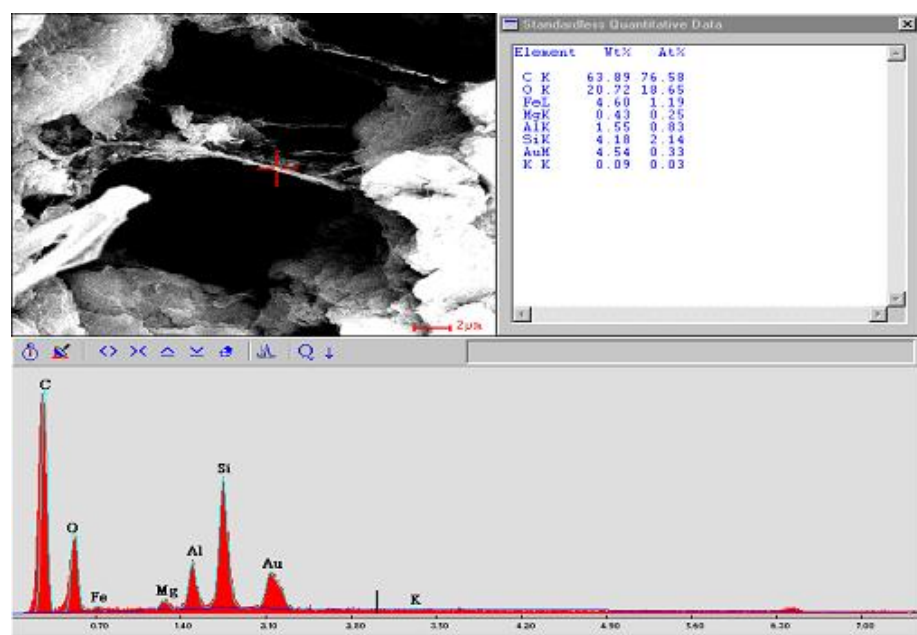 Standardless Quantitative Data
Element Wt% At%
C K 63.89 76.58
O K 20.72 18.65
FeL 4.60 1.19
MgK 0.43 0.25
AlK 1.55 0.83
SiK 4.18 2.14
AuM 4.54 0.33
K K 0.09 0.03
2µm
Q
C
Si
O
Al
Au
Fe
Mg
K
0.70 1.40 2.10 2.80 3.50 4.20 4.90 5.60 6.30 7.00